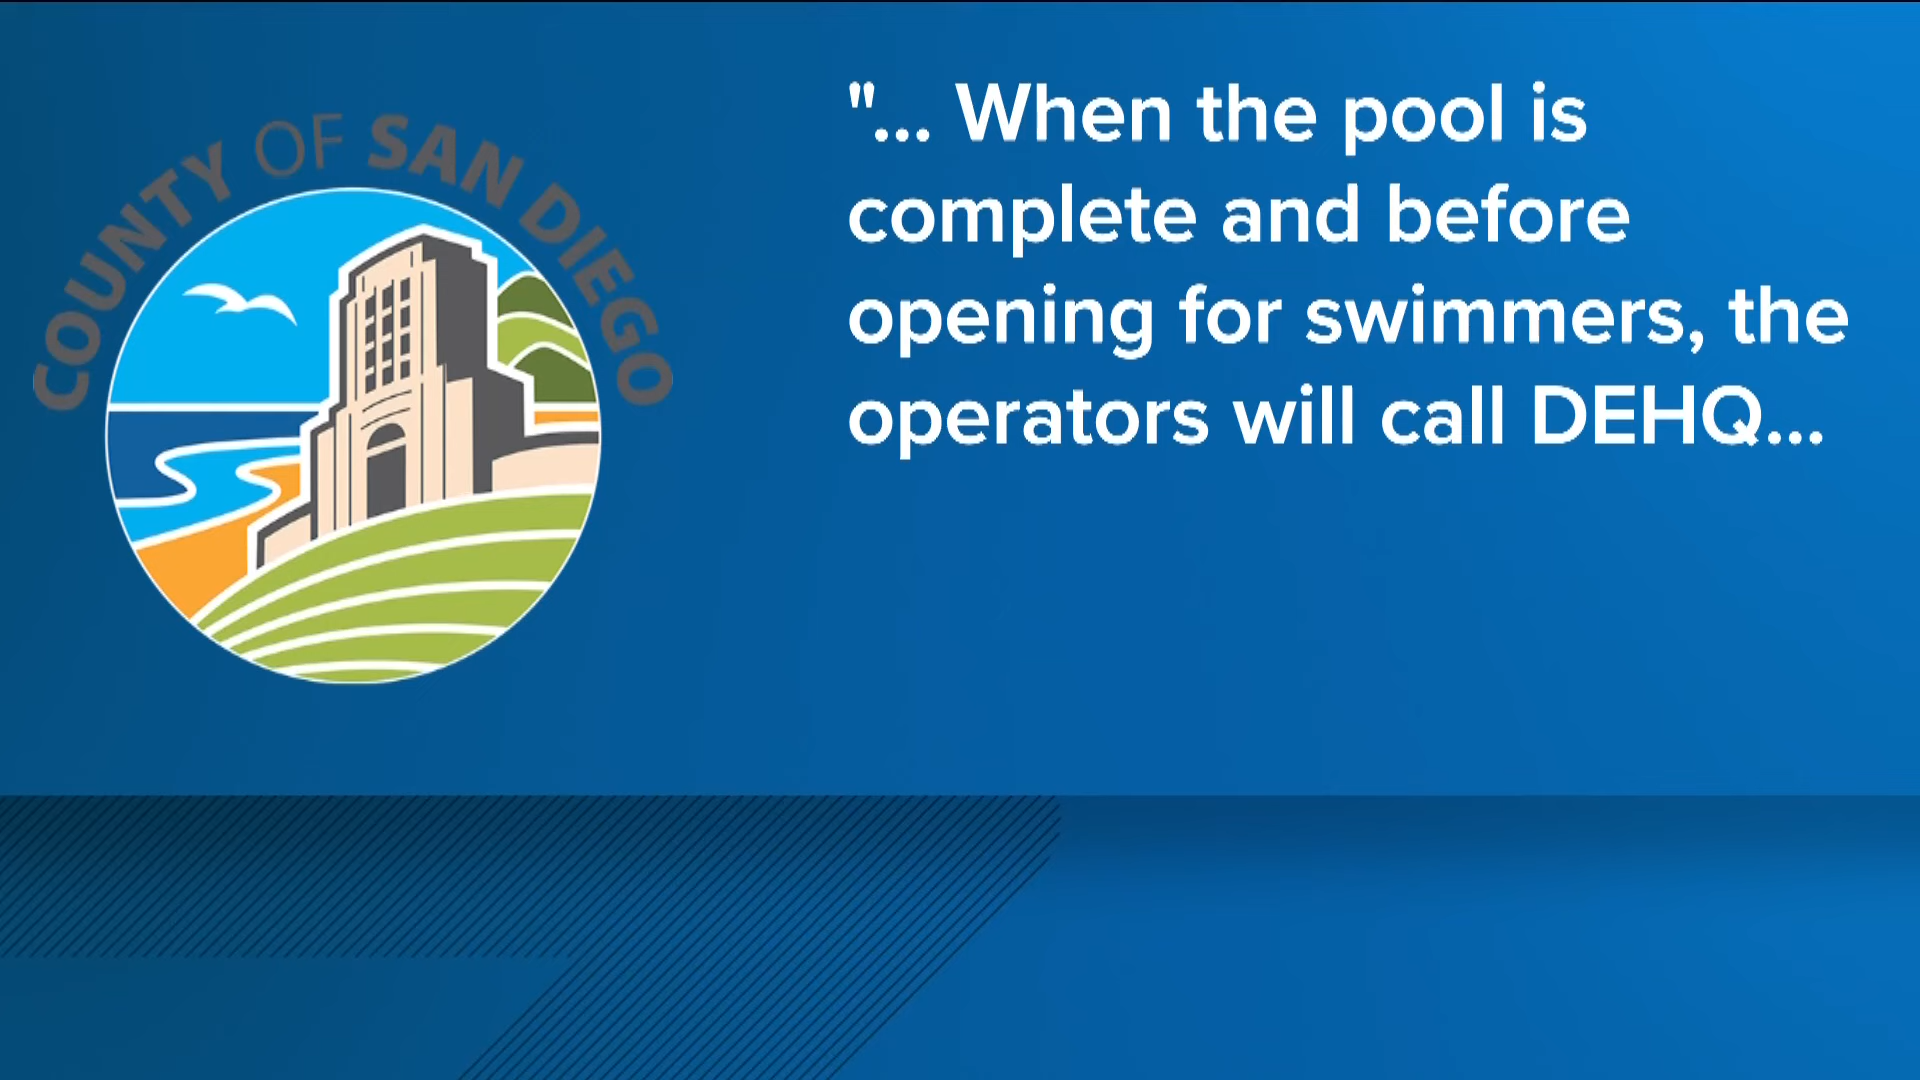 COUNTY OF SAN DIEGO
"... When the pool is
complete and before
opening for swimmers, the
operators will call DEHQ...